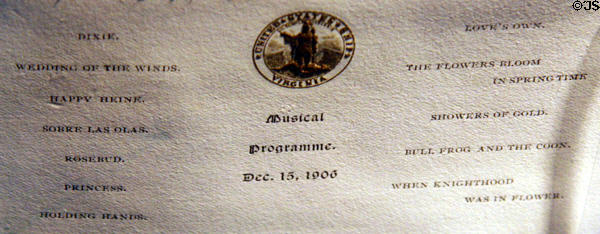 ©JS
DIXIE.
WEDDING OF THE WINDS.
HAPPY HEINE.
SOBRE LAS OLAS.
ROSEBUD.
PRINCESS.
HOLDING HANDS.
VIRGINIA
Musical
Programme.
Dec. 15, 1906
LOVE'S OWN.
THE FLOWERS BLOOM
IN SPRING TIME
SHOWERS OF GOLD.
BULL FROG AND THE COON.
WHEN KNIGHTHOOD
WAS IN FLOWER.